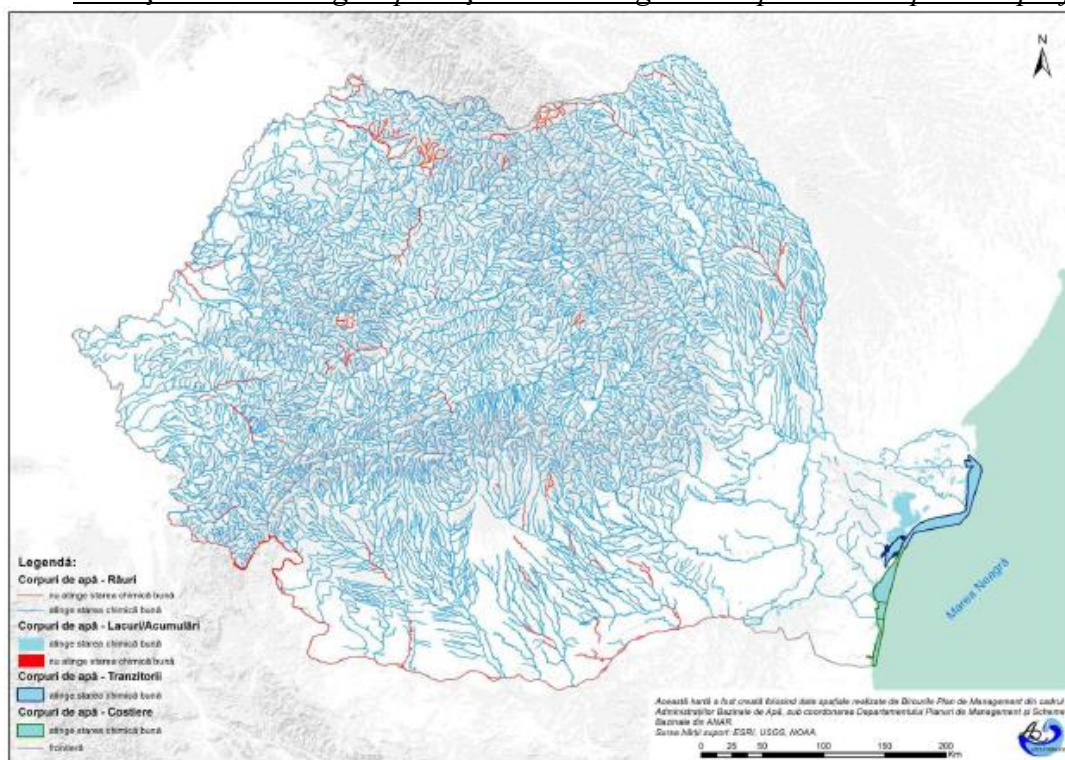 N
Marea Neagră
Legendă:
Corpuri de apă - Râuri
nu atinge starea chimică bună
atinge starea chimică bună
Corpuri de apă - Lacuri/Acumulări
atinge starea chimică bună
nu atinge starea chimică bună
Corpuri de apă - Tranzitorii
atinge starea chimică bună
Corpuri de apă - Costiere
atinge starea chimică bună
frontieră
Această hartă a fost creată folosind date spațiale realizate de Birourile Plan de Management din cadrul
Administrațiilor Bazinale de Apă, sub coordonarea Departamentului Planuri de Management și Scheme
Bazinale din ANAR.
Sursa hărții suport: ESRI, USGS, NOAA
0 25 50 100 150 200
Km